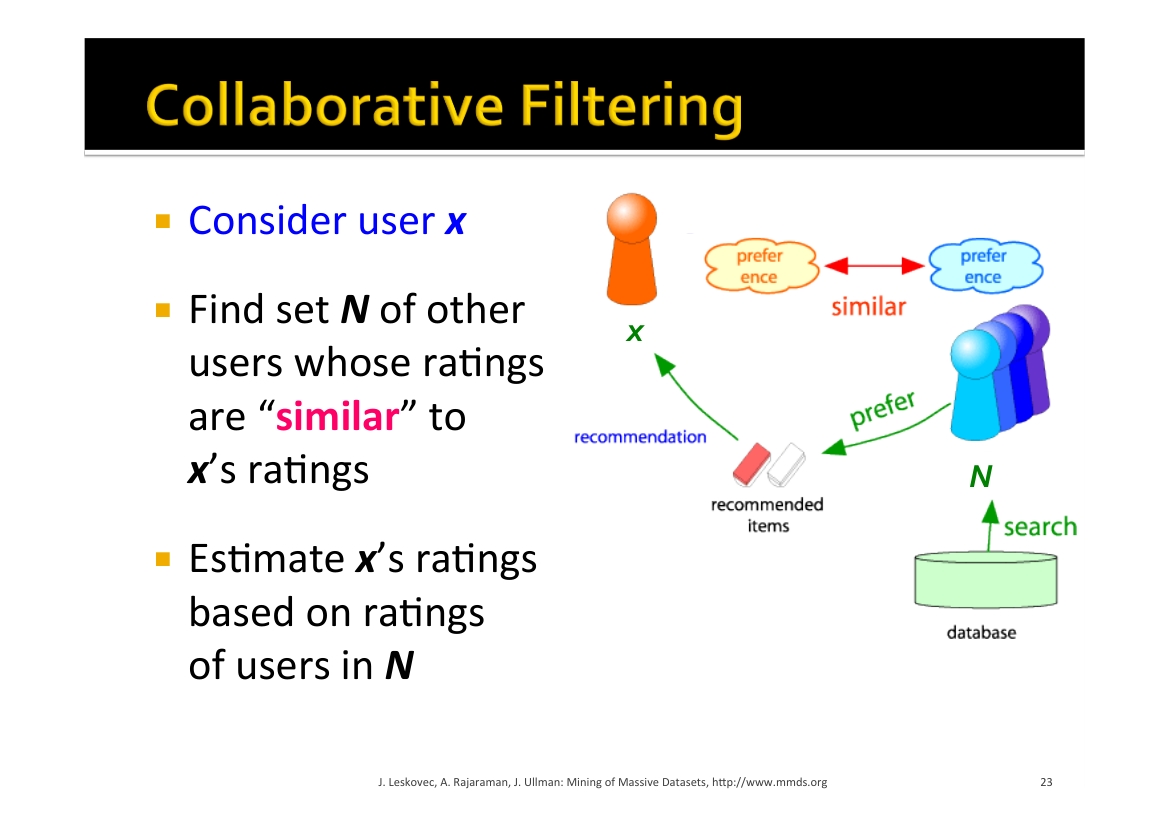 Collaborative Filtering
Consider user x
Find set N of other
users whose ratings
are “similar” to
x’s ratings
Estimate x’s ratings
based on ratings
of users in N
prefer
ence
prefer
ence
similar
x
prefer
recommendation
N
recommended
items
search
database
J. Leskovec, A. Rajaraman, J. Ullman: Mining of Massive Datasets, http://www.mmds.org
23